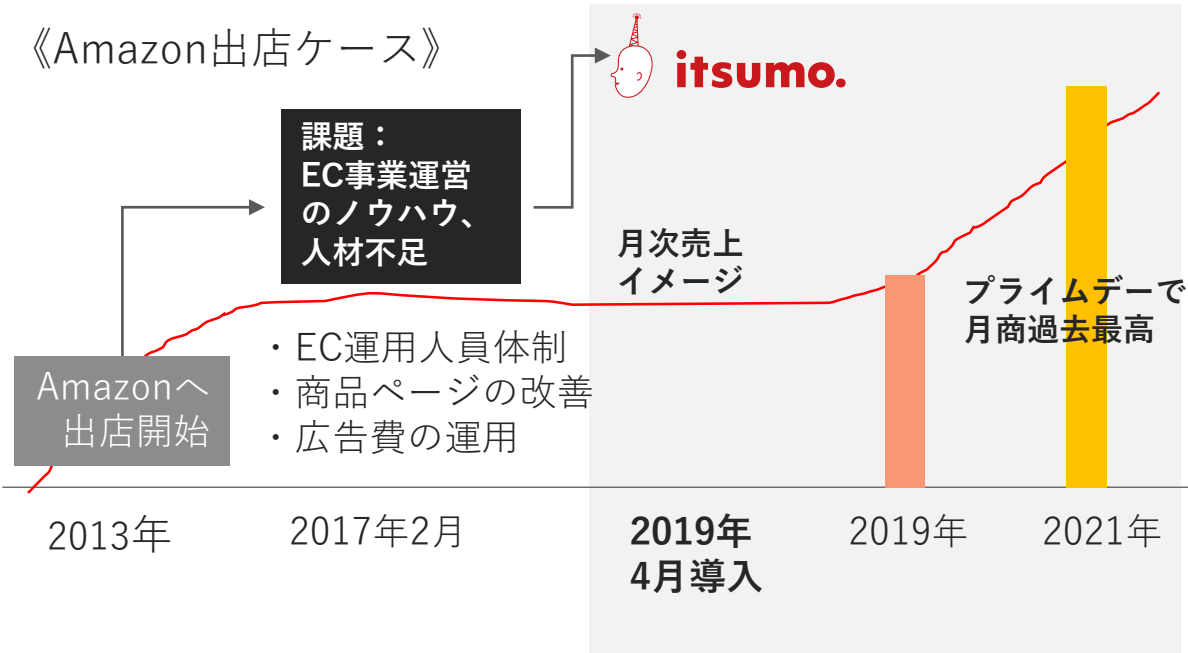 《Amazon出店ケース》
itsumo.
課題：
EC事業運営
のノウハウ、
人材不足
月次売上
イメージ
プライムデーで
月商過去最高
Amazonへ
出店開始
・EC運用人員体制
・商品ページの改善
・広告費の運用
2013年
2017年2月
2019年
4月導入
2019年
2021年